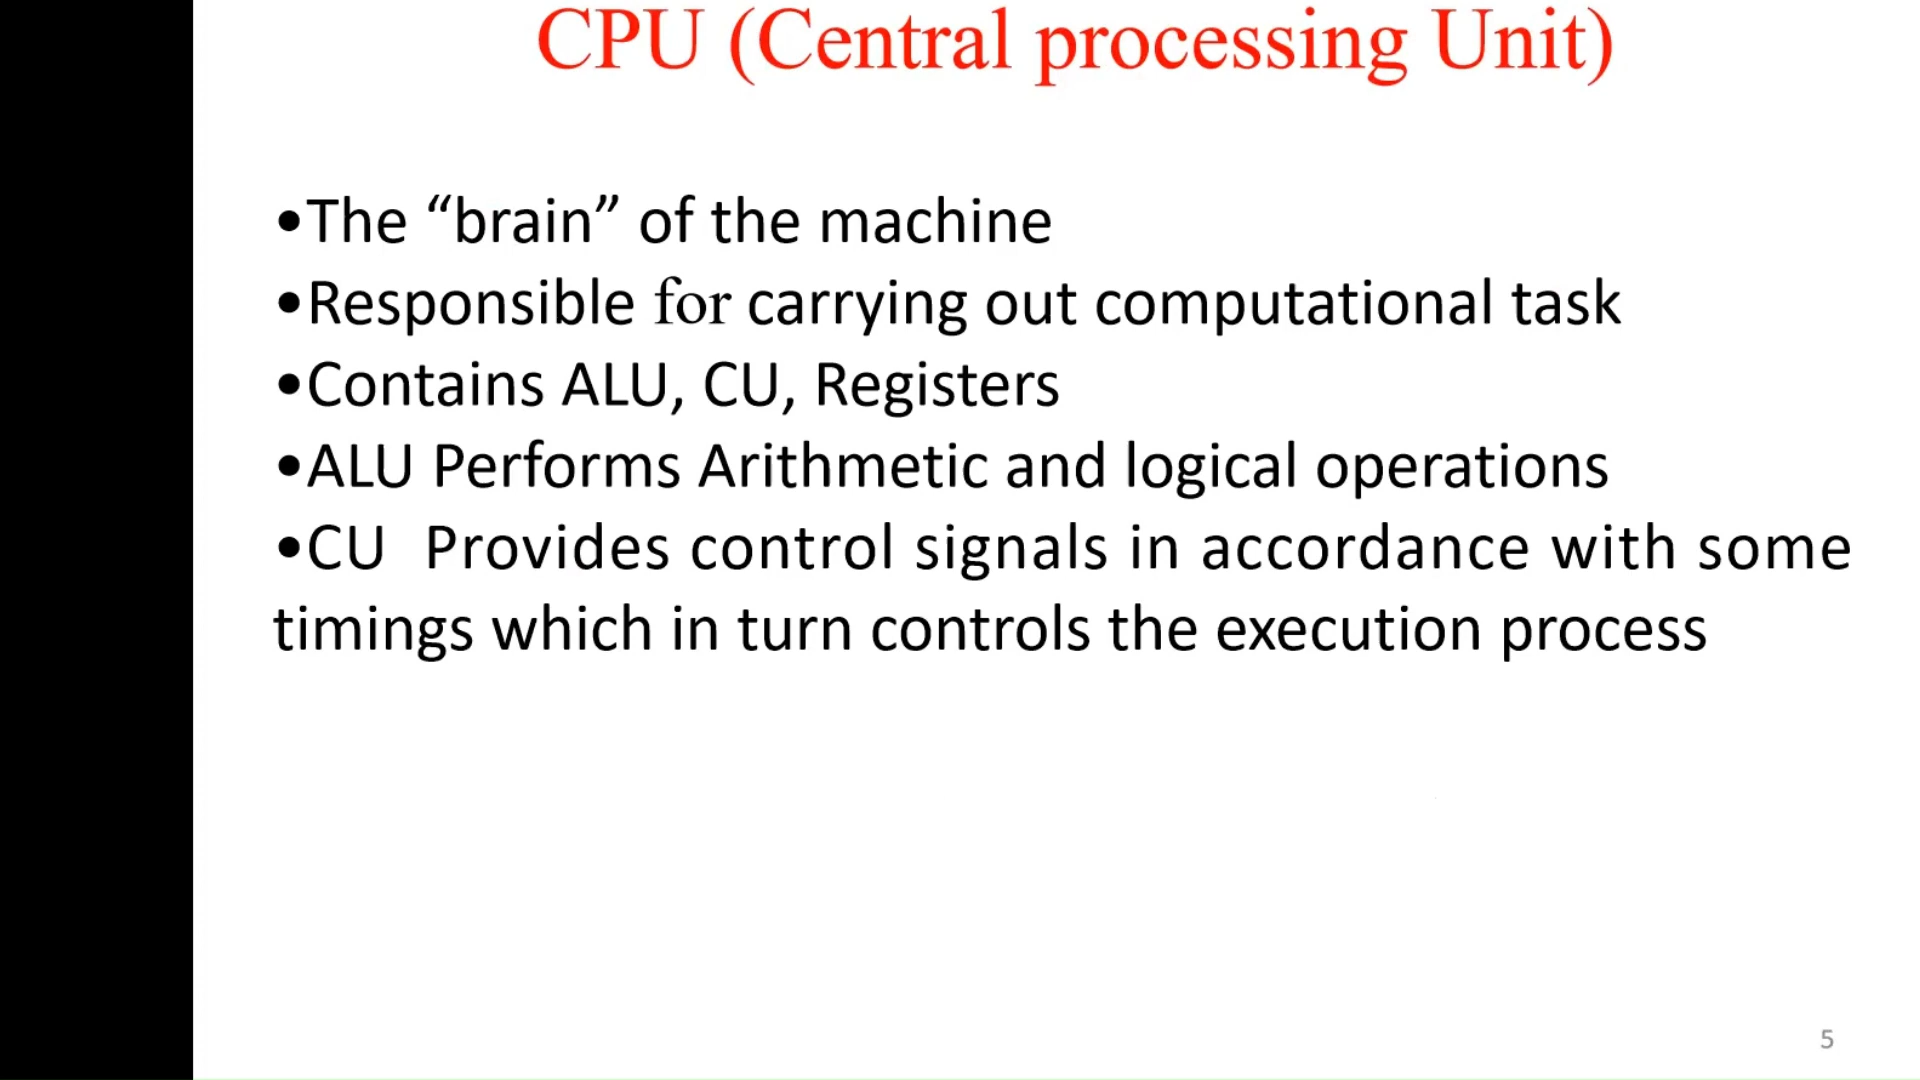 CPU (Central processing Unit)
•The “brain” of the machine
•Responsible for carrying out computational task
•Contains ALU, CU, Registers
•ALU Performs Arithmetic and logical operations
•CU  Provides control signals in accordance with some
timings which in turn controls the execution process
5